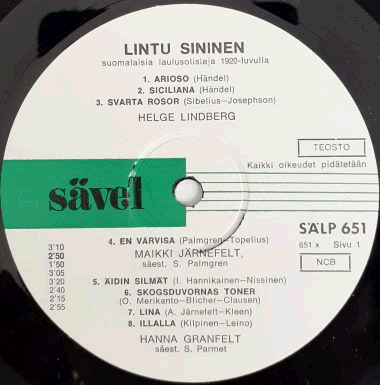 LINTU SININEN
suomalaisia laulusolisteja 1920-luvulla
1. ARIOSO (Händel)
2. SICILIANA (Händel)
3. SVARTA ROSOR (Sibelius-Josephson)
HELGE LINDBERG
TEOSTO
Kaikki oikeudet pidätetään
sävel
SÄLP 651
651 x Sivu 1
NCB
3'10
2'50
1'50
3'05
3'20
2'40
2'15
2'55
4. EN VÄRVISA (Palmgren-Topelius)
MAIKKI JÄRNEFELT,
säest. S. Palmgren
5. ÄIDIN SILMÄT (I. Hannikainen-Nissinen)
6. SKOGSDUVORNAS TONER
(O. Merikanto-Blicher-Clausen)
7. LINA (A. Järnefelt-Kleen)
8. ILLALLA (Kilpinen-Leino)
HANNA GRANFELT
säest. S. Parmet